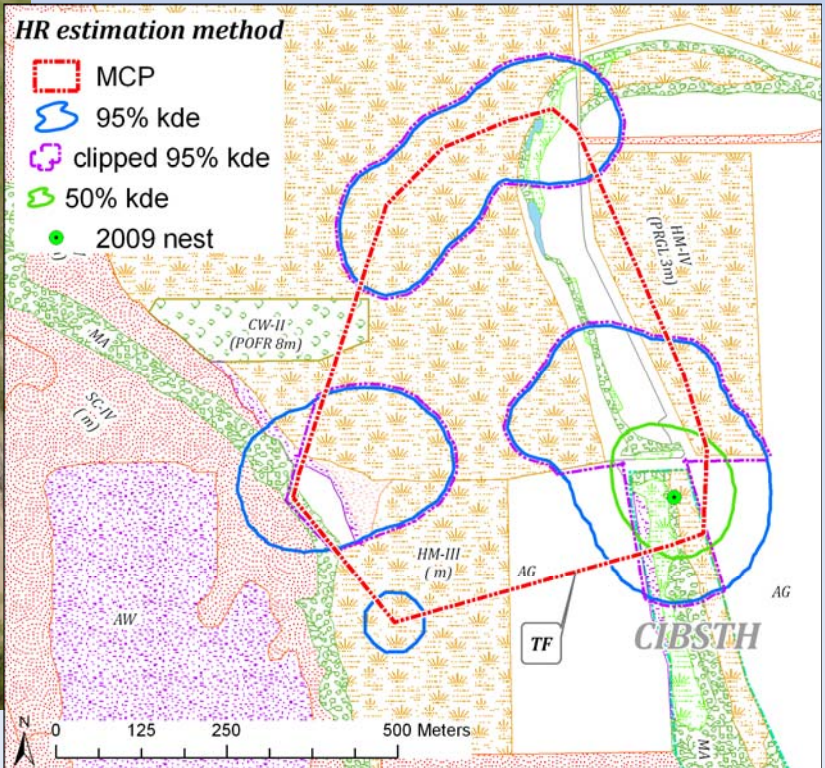 HR estimation method
MCP
95% kde
clipped 95% kde
50% kde
2009 nest
HM-IV
(PRGL 3m)
CW-II
(POFR 8m)
MA
SC-IV
( m)
HM-III
( m)
AG
AG
AW
TF
CIBSTH
MA
N
0 125 250 500 Meters